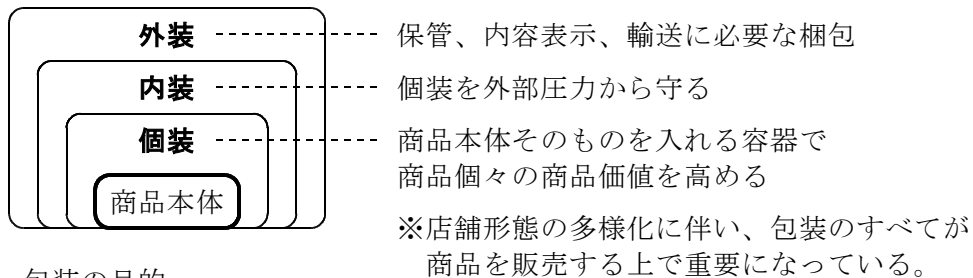 外装
保管、内容表示、輸送に必要な梱包
内装
個装を外部圧力から守る
個装
商品本体そのものを入れる容器で
商品個々の商品価値を高める
商品本体
※店舗形態の多様化に伴い、包装のすべてが
商品を販売する上で重要になっている。
包装の目的